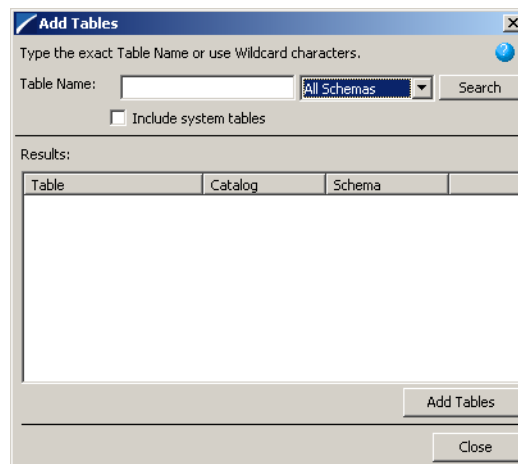 Add Tables
Type the exact Table Name or use Wildcard characters.
Table Name: All Schemas Search
Include system tables
Results:
Table Catalog Schema
Add Tables
Close